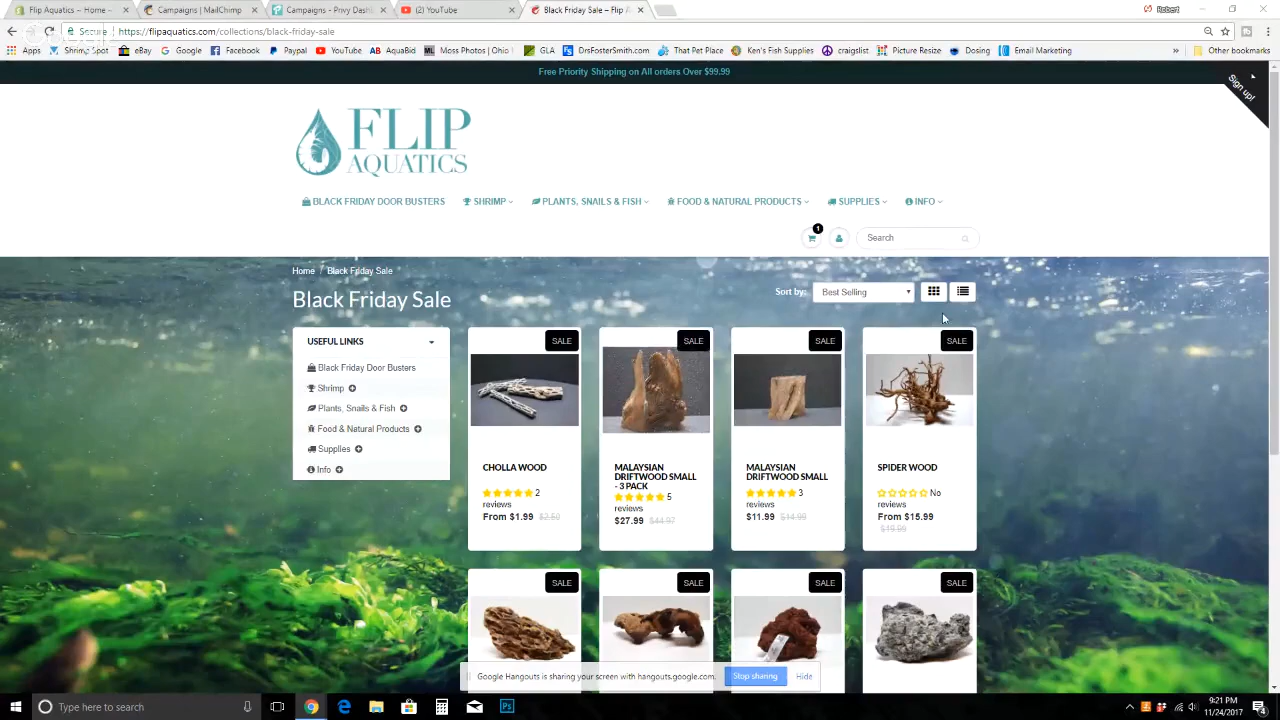 Flip Aquatics ~ Home ~
Campaigns | MailChimp
Campaigns - Privy Dashb
(2) YouTube
Black Friday Sale – Flip A
Robert
Secure
https://flipaquatics.com/collections/black-friday-sale
Apps
Shrimp Spot
eBay
Google
Facebook
Paypal
YouTube
AquaBid
Moss Photos | Ohio
GLA
DrsFosterSmith.com
That Pet Place
Ken's Fish Supplies
craigslist
Picture Resize
Dosing
Email Marketing
Free Priority Shipping on All orders Over $99.99
Sign up!
FLIP
AQUATICS
BLACK FRIDAY DOOR BUSTERS
SHRIMP
PLANTS, SNAILS & FISH
FOOD & NATURAL PRODUCTS
SUPPLIES
INFO
1
Search
Home / Black Friday Sale
Black Friday Sale
Sort by:
Best Selling
USEFUL LINKS
Black Friday Door Busters
Shrimp
Plants, Snails & Fish
Food & Natural Products
Supplies
Info
SALE
SALE
SALE
SALE
CHOLLA WOOD
2
reviews
From $1.99 $2.50
MALAYSIAN
DRIFTWOOD SMALL
- 3 PACK
5
reviews
$27.99 $44.97
MALAYSIAN
DRIFTWOOD SMALL
3
reviews
$11.99 $14.99
SPIDER WOOD
No
reviews
From $15.99
$19.99
SALE
SALE
SALE
SALE
Google Hangouts is sharing your screen with hangouts.google.com.
Stop sharing
Hide
Type here to search
9:21 PM
11/24/2017
4